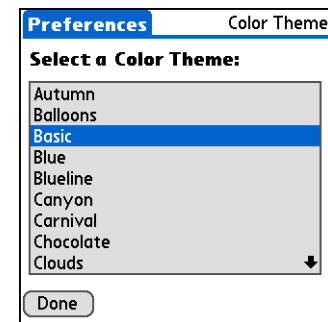 Preferences Color Theme
Select a Color Theme:
Autumn
Balloons
Basic
Blue
Blueline
Canyon
Carnival
Chocolate
Clouds
Done